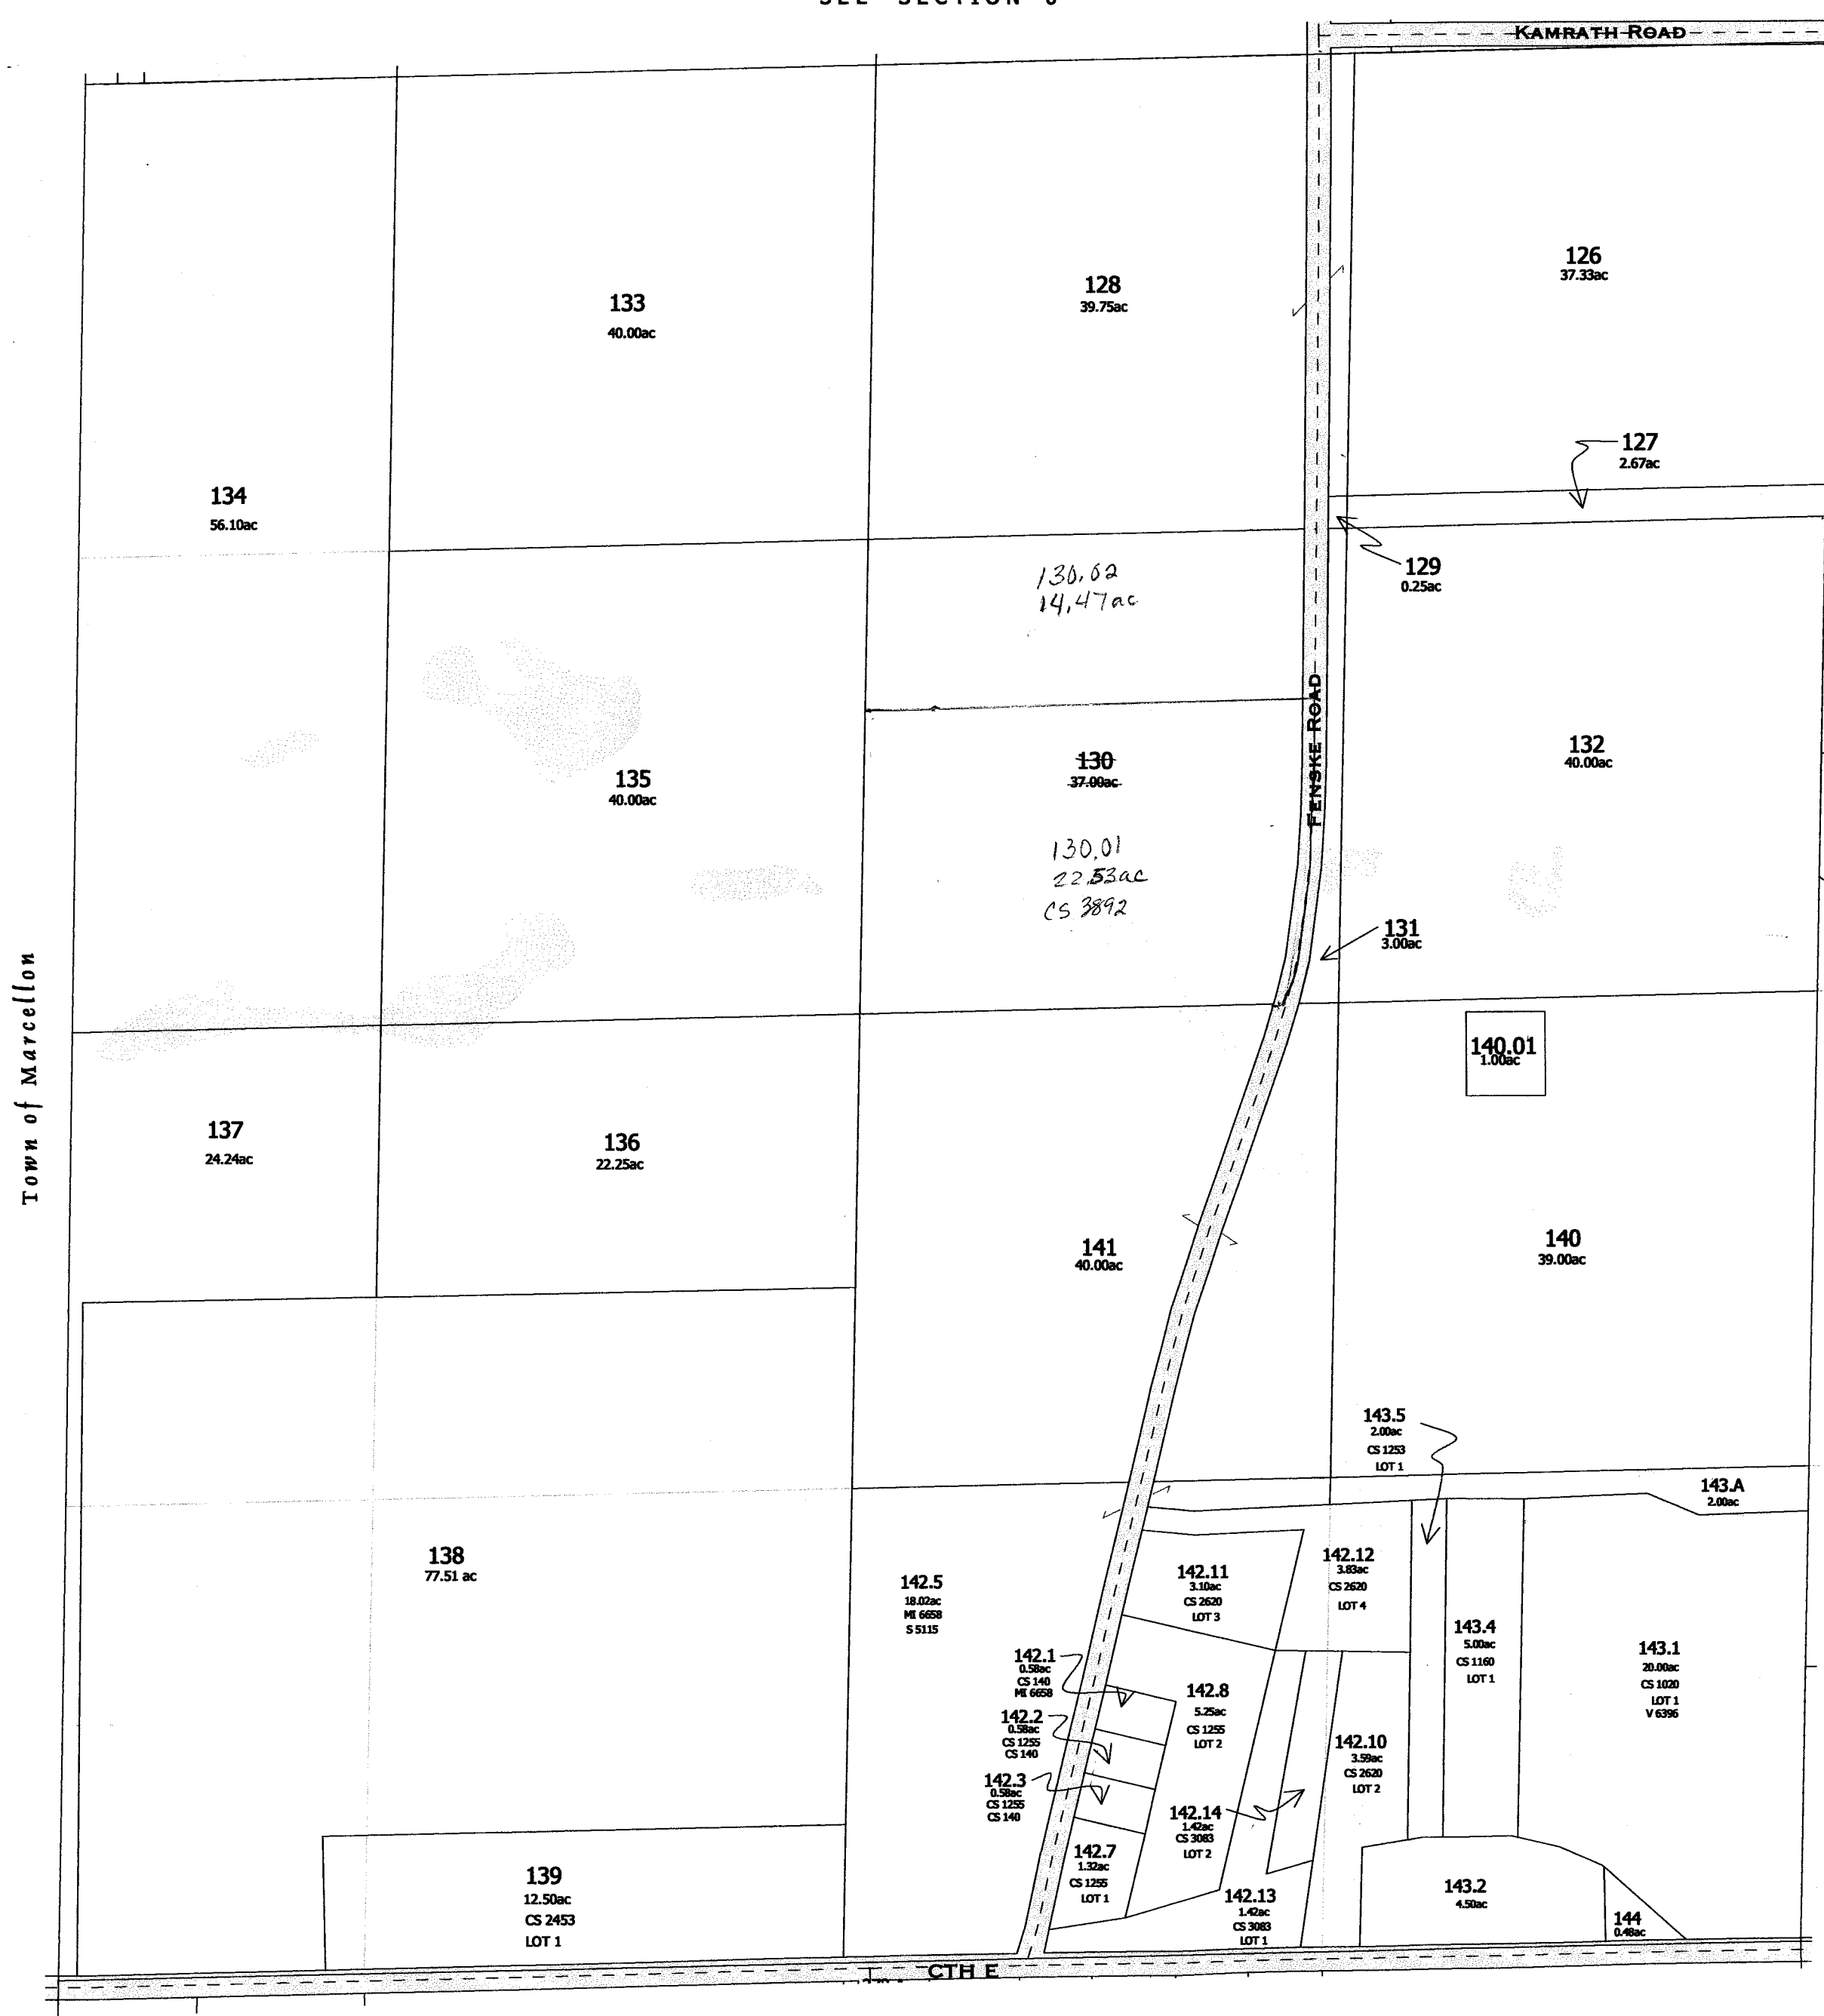 KAMRATH ROAD
126
37.33ac
128
39.75ac
133
40.00ac
127
2.67ac
134
56.10ac
129
0.25ac
130.02
14.47ac
FENSKE ROAD
132
40.00ac
130
37.00ac
135
40.00ac
130.01
22.53ac
CS 3892
131
3.00ac
Town of Marcellon
140.01
1.00ac
137
24.24ac
136
22.25ac
141
40.00ac
140
39.00ac
143.5
2.00ac
CS 1253
LOT 1
143.A
2.00ac
138
77.51 ac
142.5
18.02ac
MI 6658
S 5115
142.11
3.10ac
CS 2620
LOT 3
142.12
3.83ac
CS 2620
LOT 4
143.4
5.00ac
CS 1160
LOT 1
143.1
20.00ac
CS 1020
LOT 1
V 6396
142.1
0.58ac
CS 140
MI 6658
142.8
5.25ac
CS 1255
LOT 2
142.2
0.58ac
CS 1255
CS 140
142.10
3.59ac
CS 2620
LOT 2
142.3
0.58ac
CS 1255
CS 140
142.14
1.42ac
CS 3083
LOT 2
142.7
1.32ac
CS 1255
LOT 1
139
12.50ac
CS 2453
LOT 1
142.13
1.42ac
CS 3083
LOT 1
143.2
4.50ac
144
0.48ac
CTH E